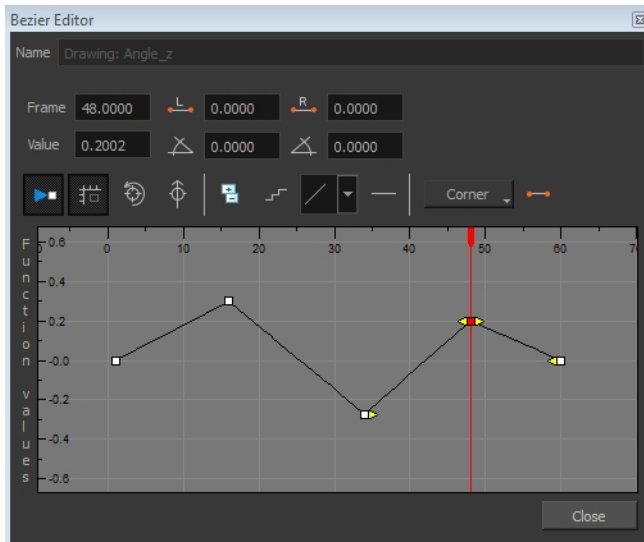 Bezier Editor
Name Drawing: Angle_z
Frame 48.0000 L 0.0000 R 0.0000
Value 0.2002 0.0000 0.0000
Corner
Function values
0.6
0 0 10 20 30 40 50 60 70
0.4
0.2
-0.0
-0.2
-0.4
-0.6
Close